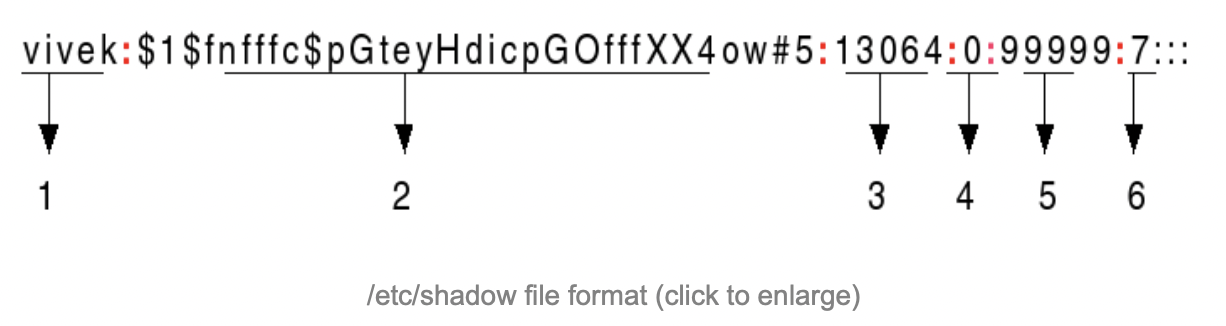 vivek:$1$fnfffc$pGteyHdicpGOfffXX4ow#5:13064:0:99999:7:::
1 2 3 4 5 6
/etc/shadow file format (click to enlarge)